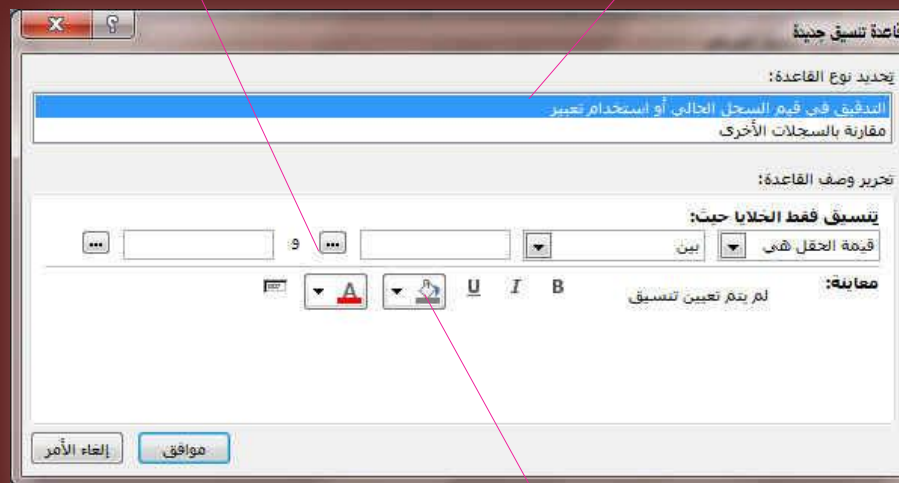 قاعدة تنسيق جديدة
تحديد نوع القاعدة:
التدقيق في قيم السجل الحالي أو استخدام تعبير
مقارنة بالسجلات الأخرى
تحرير وصف القاعدة:
تنسيق فقط الخلايا حيث:
قيمة الحقل هي بين ... و ...
معاينة: لم يتم تعيين تنسيق B I U A
موافق إلغاء الأمر